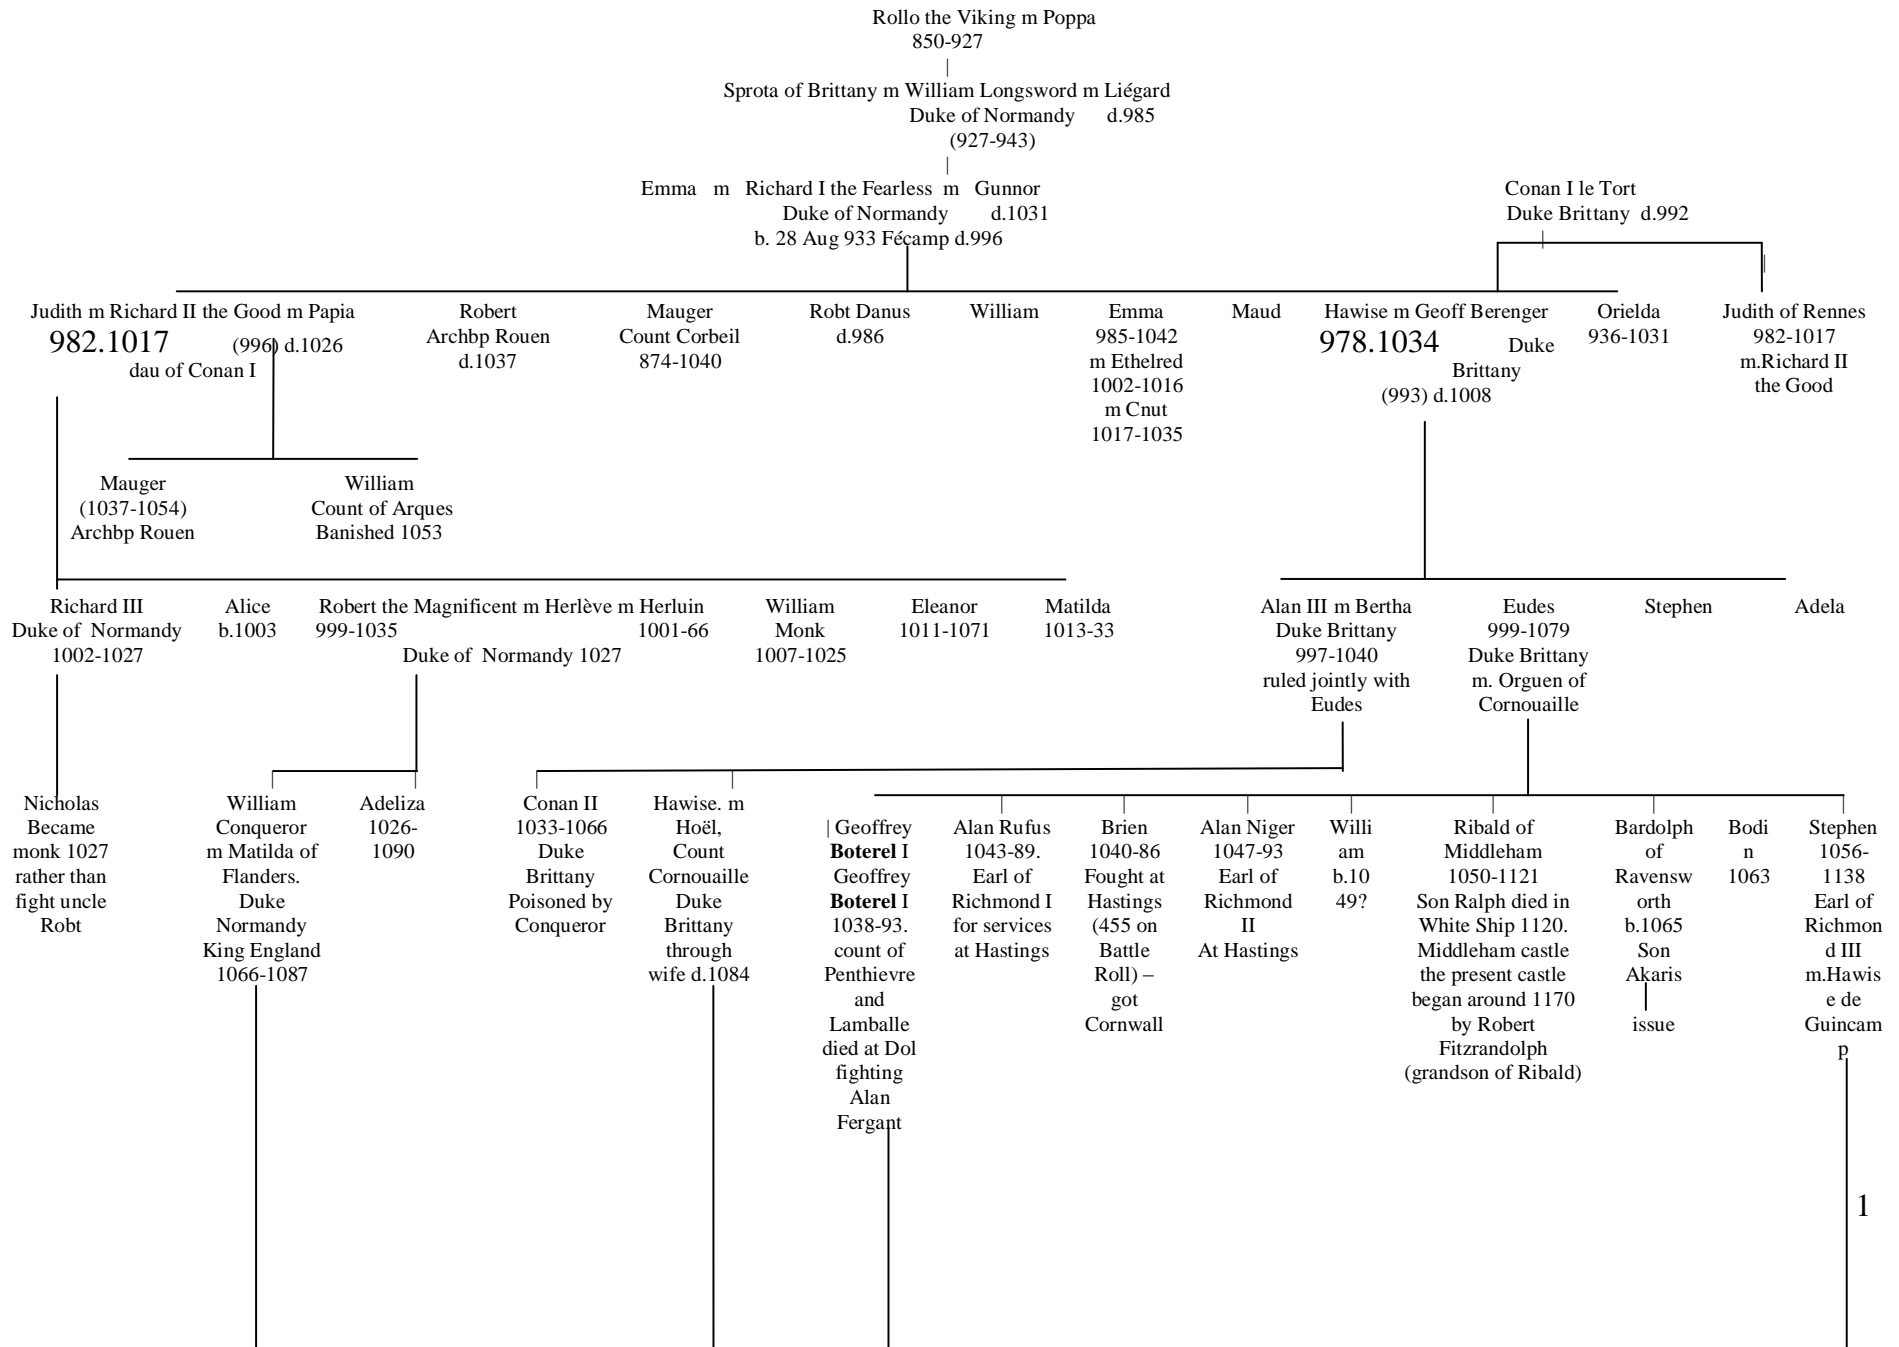 Rollo the Viking m Poppa
850-927
Sprota of Brittany m William Longsword m Liégard
Duke of Normandy d.985
(927-943)
Emma m Richard I the Fearless m Gunnor
Duke of Normandy d.1031
b. 28 Aug 933 Fécamp d.996
Conan I le Tort
Duke Brittany d.992
Judith m Richard II the Good m Papia
982.1017 (996) d.1026
dau of Conan I
Robert
Archbp Rouen
d.1037
Mauger
Count Corbeil
874-1040
Robt Danus
d.986
William
Emma
985-1042
m Ethelred
1002-1016
m Cnut
1017-1035
Maud
Hawise m Geoff Berenger
978.1034 Duke
Brittany
(993) d.1008
Orielda
936-1031
Judith of Rennes
982-1017
m.Richard II
the Good
Mauger
(1037-1054)
Archbp Rouen
William
Count of Arques
Banished 1053
Richard III
Duke of Normandy
1002-1027
Alice
b.1003
Robert the Magnificent m Herlève m Herluin
999-1035 1001-66
Duke of Normandy 1027
William
Monk
1007-1025
Eleanor
1011-1071
Matilda
1013-33
Alan III m Bertha
Duke Brittany
997-1040
ruled jointly with
Eudes
Eudes
999-1079
Duke Brittany
m. Orguen of
Cornouaille
Stephen
Adela
Nicholas
Became
monk 1027
rather than
fight uncle
Robt
William
Conqueror
m Matilda of
Flanders.
Duke
Normandy
King England
1066-1087
Adeliza
1026-
1090
Conan II
1033-1066
Duke
Brittany
Poisoned by
Conqueror
Hawise. m
Hoël,
Count
Cornouaille
Duke
Brittany
through
wife d.1084
| Geoffrey
Boterel I
Geoffrey
Boterel I
1038-93.
count of
Penthievre
and
Lamballe
died at Dol
fighting
Alan
Fergant
Alan Rufus
1043-89.
Earl of
Richmond I
for services
at Hastings
Brien
1040-86
Fought at
Hastings
(455 on
Battle
Roll) –
got
Cornwall
Alan Niger
1047-93
Earl of
Richmond
II
At Hastings
Willi
am
b.10
49?
Ribald of
Middleham
1050-1121
Son Ralph died in
White Ship 1120.
Middleham castle
the present castle
began around 1170
by Robert
Fitzrandolph
(grandson of Ribald)
Bardolph
of
Ravensw
orth
b.1065
Son
Akaris
issue
Bodi
n
1063
Stephen
1056-
1138
Earl of
Richmon
d III
m.Hawis
e de
Guincam
p
1